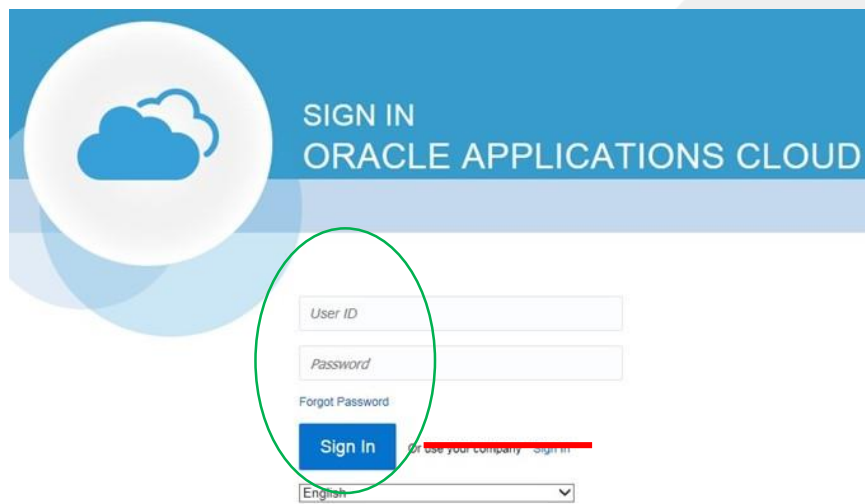 SIGN IN
ORACLE APPLICATIONS CLOUD
User ID
Password
Forgot Password
Sign In Or use your company Sign In
English